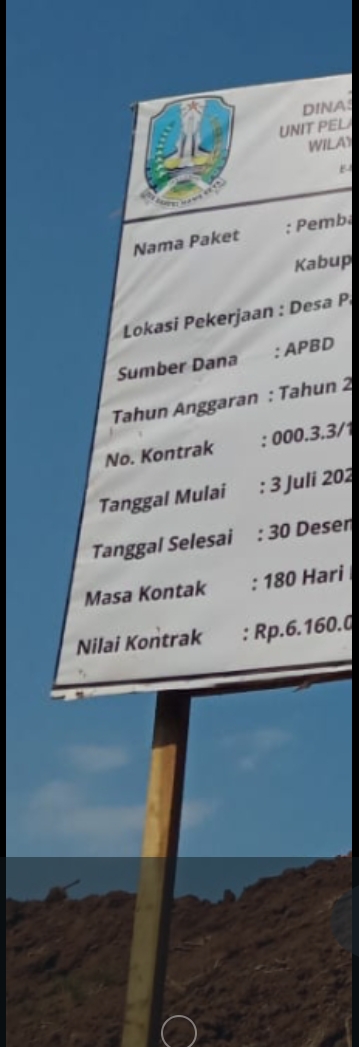 DINAS
UNIT PELA
WILAY
Nama Paket : Pemba
Kabup
Lokasi Pekerjaan : Desa P
Sumber Dana : APBD
Tahun Anggaran : Tahun 2
No. Kontrak : 000.3.3/1
Tanggal Mulai : 3 Juli 202
Tanggal Selesai : 30 Desem
Masa Kontak : 180 Hari
Nilai Kontrak : Rp.6.160.0